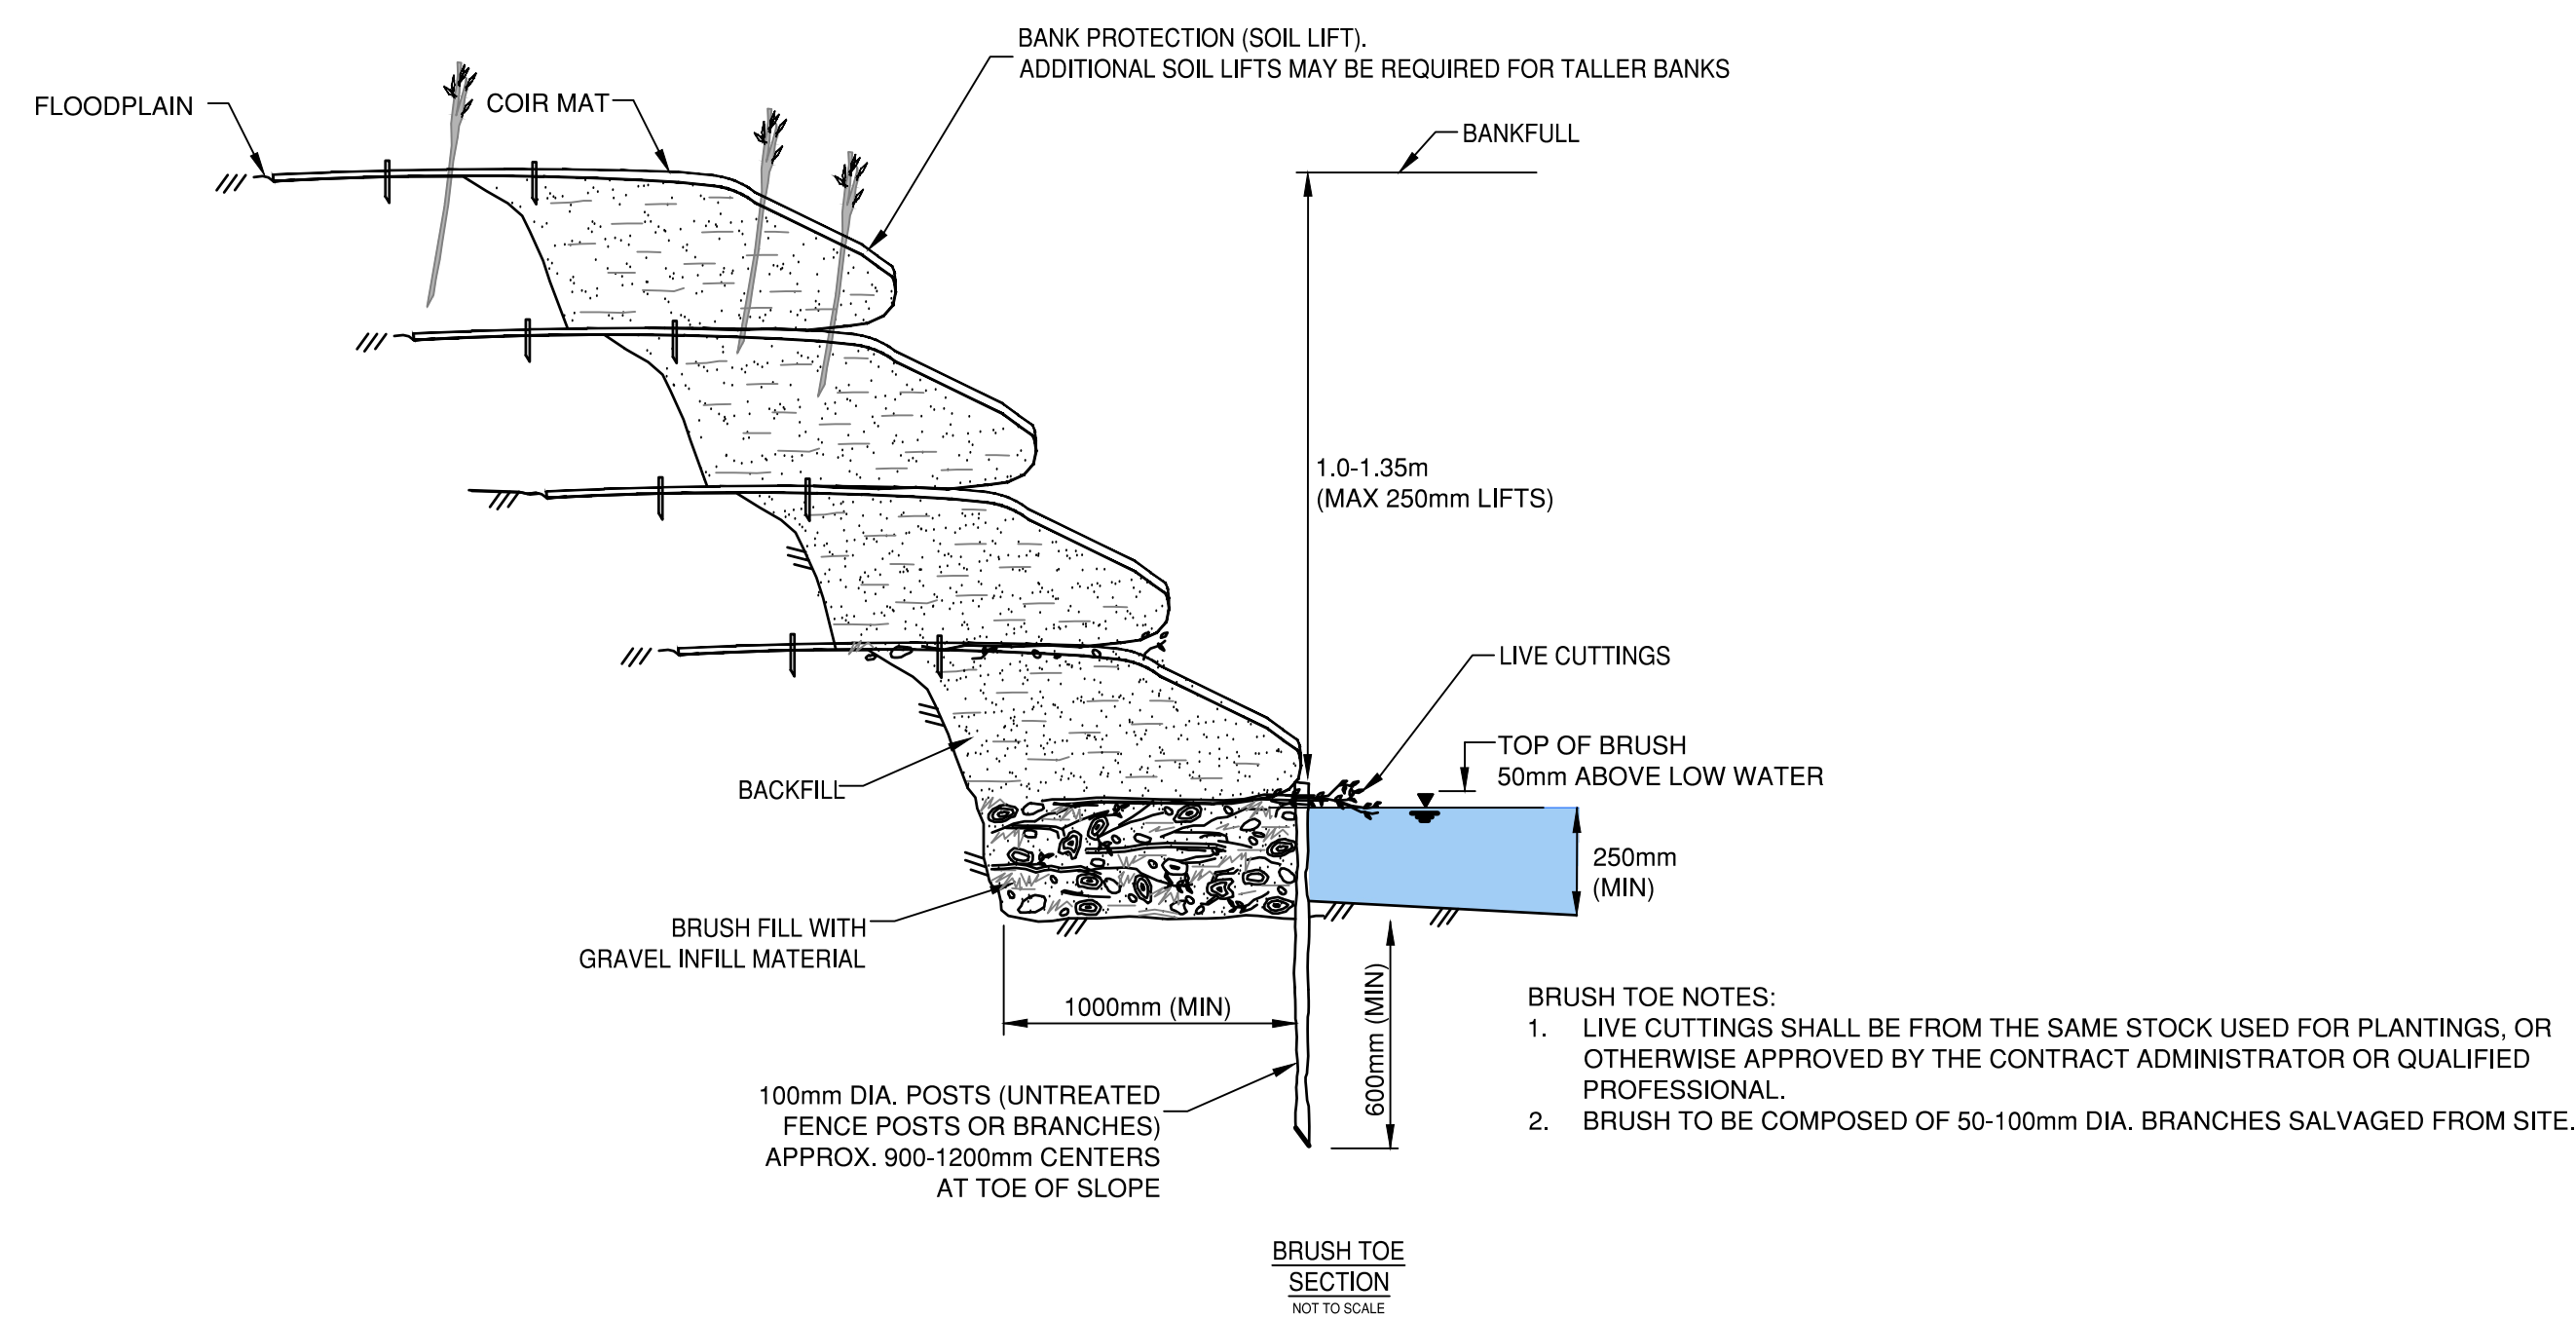 BANK PROTECTION (SOIL LIFT).
ADDITIONAL SOIL LIFTS MAY BE REQUIRED FOR TALLER BANKS
FLOODPLAIN
COIR MAT
BANKFULL
1.0-1.35m
(MAX 250mm LIFTS)
LIVE CUTTINGS
TOP OF BRUSH
50mm ABOVE LOW WATER
BACKFILL
250mm
(MIN)
BRUSH FILL WITH
GRAVEL INFILL MATERIAL
1000mm (MIN)
600mm (MIN)
100mm DIA. POSTS (UNTREATED
FENCE POSTS OR BRANCHES)
APPROX. 900-1200mm CENTERS
AT TOE OF SLOPE
BRUSH TOE NOTES:
1. LIVE CUTTINGS SHALL BE FROM THE SAME STOCK USED FOR PLANTINGS, OR
OTHERWISE APPROVED BY THE CONTRACT ADMINISTRATOR OR QUALIFIED
PROFESSIONAL.
2. BRUSH TO BE COMPOSED OF 50-100mm DIA. BRANCHES SALVAGED FROM SITE.
BRUSH TOE
SECTION
NOT TO SCALE